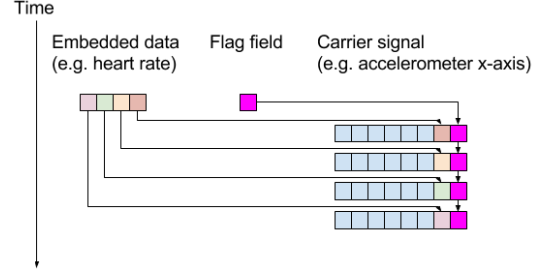 Time
Embedded data
(e.g. heart rate)
Flag field
Carrier signal
(e.g. accelerometer x-axis)